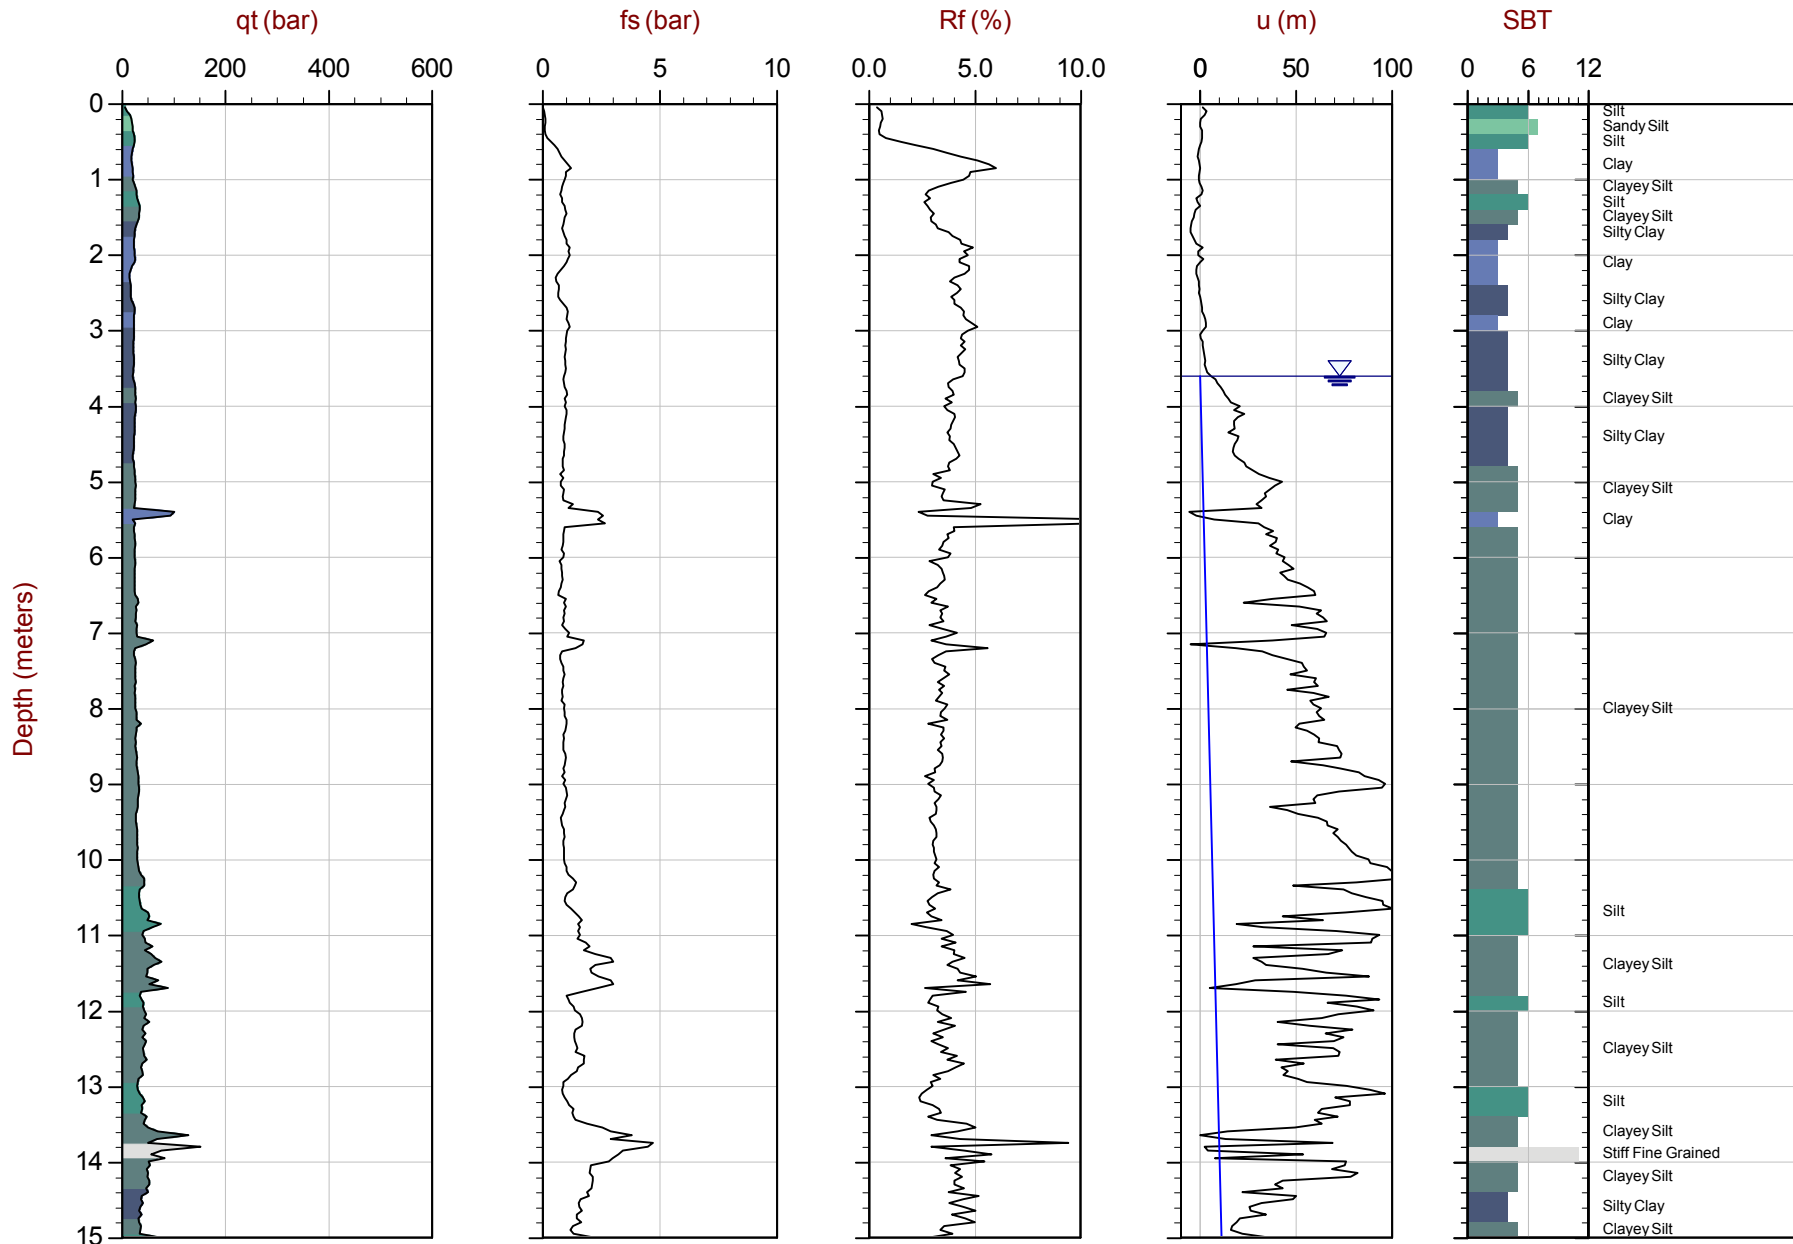 qt (bar) fs (bar) Rf (%) u (m) SBT
0 200 400 600 0 5 10 0.0 5.0 10.0 0 50 100 0 6 12
Depth (meters)
0
1
2
3
4
5
6
7
8
9
10
11
12
13
14
15
Silt
Sandy Silt
Silt
Clay
Clayey Silt
Silt
Clayey Silt
Silty Clay
Clay
Silty Clay
Clay
Silty Clay
Clayey Silt
Silty Clay
Clayey Silt
Clay
Clayey Silt
Silt
Clayey Silt
Silt
Clayey Silt
Silt
Clayey Silt
Stiff Fine Grained
Clayey Silt
Silty Clay
Clayey Silt